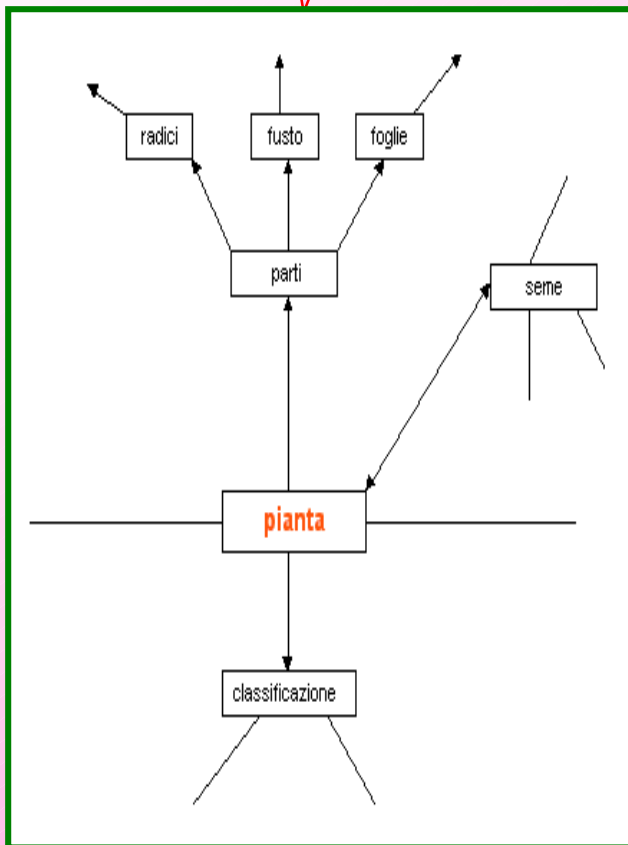 radici
fusto
foglie
parti
seme
pianta
classificazione